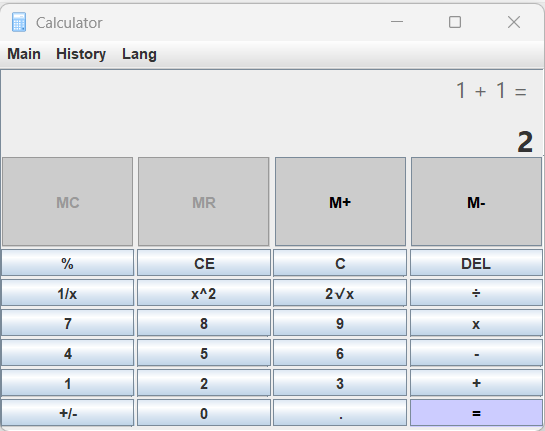 Calculator
Main History Lang
1 + 1 =
2
MC MR M+ M-
% CE C DEL
1/x x^2 2√x ÷
7 8 9 x
4 5 6 -
1 2 3 +
+/- 0 . =